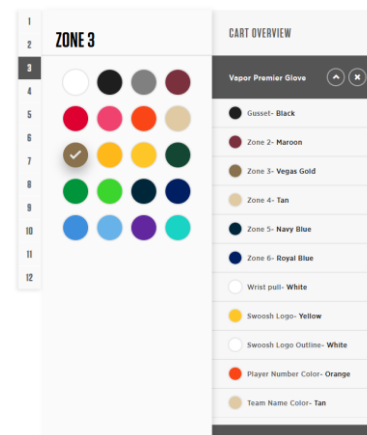 1
2
3
4
5
6
7
8
9
10
11
12
ZONE 3
CART OVERVIEW
Vapor Premier Glove
Gusset- Black
Zone 2- Maroon
Zone 3- Vegas Gold
Zone 4- Tan
Zone 5- Navy Blue
Zone 6- Royal Blue
Wrist pull- White
Swoosh Logo- Yellow
Swoosh Logo Outline- White
Player Number Color- Orange
Team Name Color- Tan